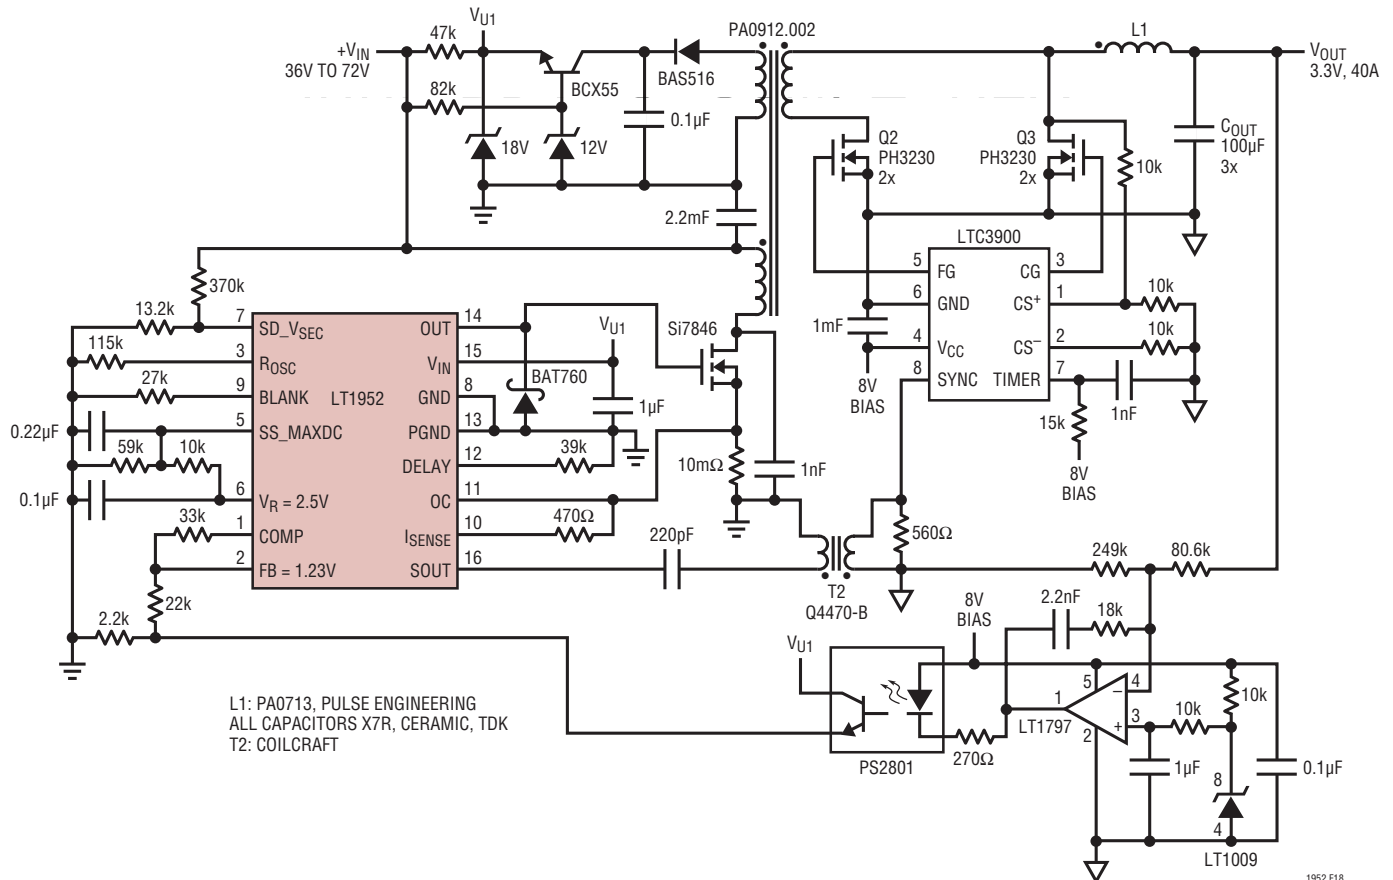 +VIN
36V TO 72V
47k
VU1
82k
BCX55
BAS516
PA0912.002
L1
VOUT
3.3V, 40A
18V
12V
0.1µF
2.2mF
Q2
PH3230
2x
Q3
PH3230
2x
10k
COUT
100µF
3x
370k
13.2k
115k
27k
0.22µF
59k
10k
0.1µF
33k
22k
2.2k
7
SD_VSEC
3
ROSC
9
BLANK
5
SS_MAXDC
6
VR = 2.5V
1
COMP
2
FB = 1.23V
LT1952
OUT
14
VIN
15
GND
8
PGND
13
DELAY
12
OC
11
ISENSE
10
SOUT
16
BAT760
VU1
1µF
39k
470Ω
Si7846
10mΩ
1nF
220pF
T2
Q4470-B
560Ω
LTC3900
5
FG
6
GND
4
VCC
8
SYNC
CG
3
CS+
1
CS–
2
TIMER
7
1mF
8V
BIAS
10k
10k
15k
1nF
8V
BIAS
249k
80.6k
2.2nF
18k
8V
BIAS
VU1
PS2801
270Ω
1
5
4
–
3
+
2
LT1797
10k
10k
1µF
0.1µF
8
4
LT1009
L1: PA0713, PULSE ENGINEERING
ALL CAPACITORS X7R, CERAMIC, TDK
T2: COILCRAFT
1952 F18